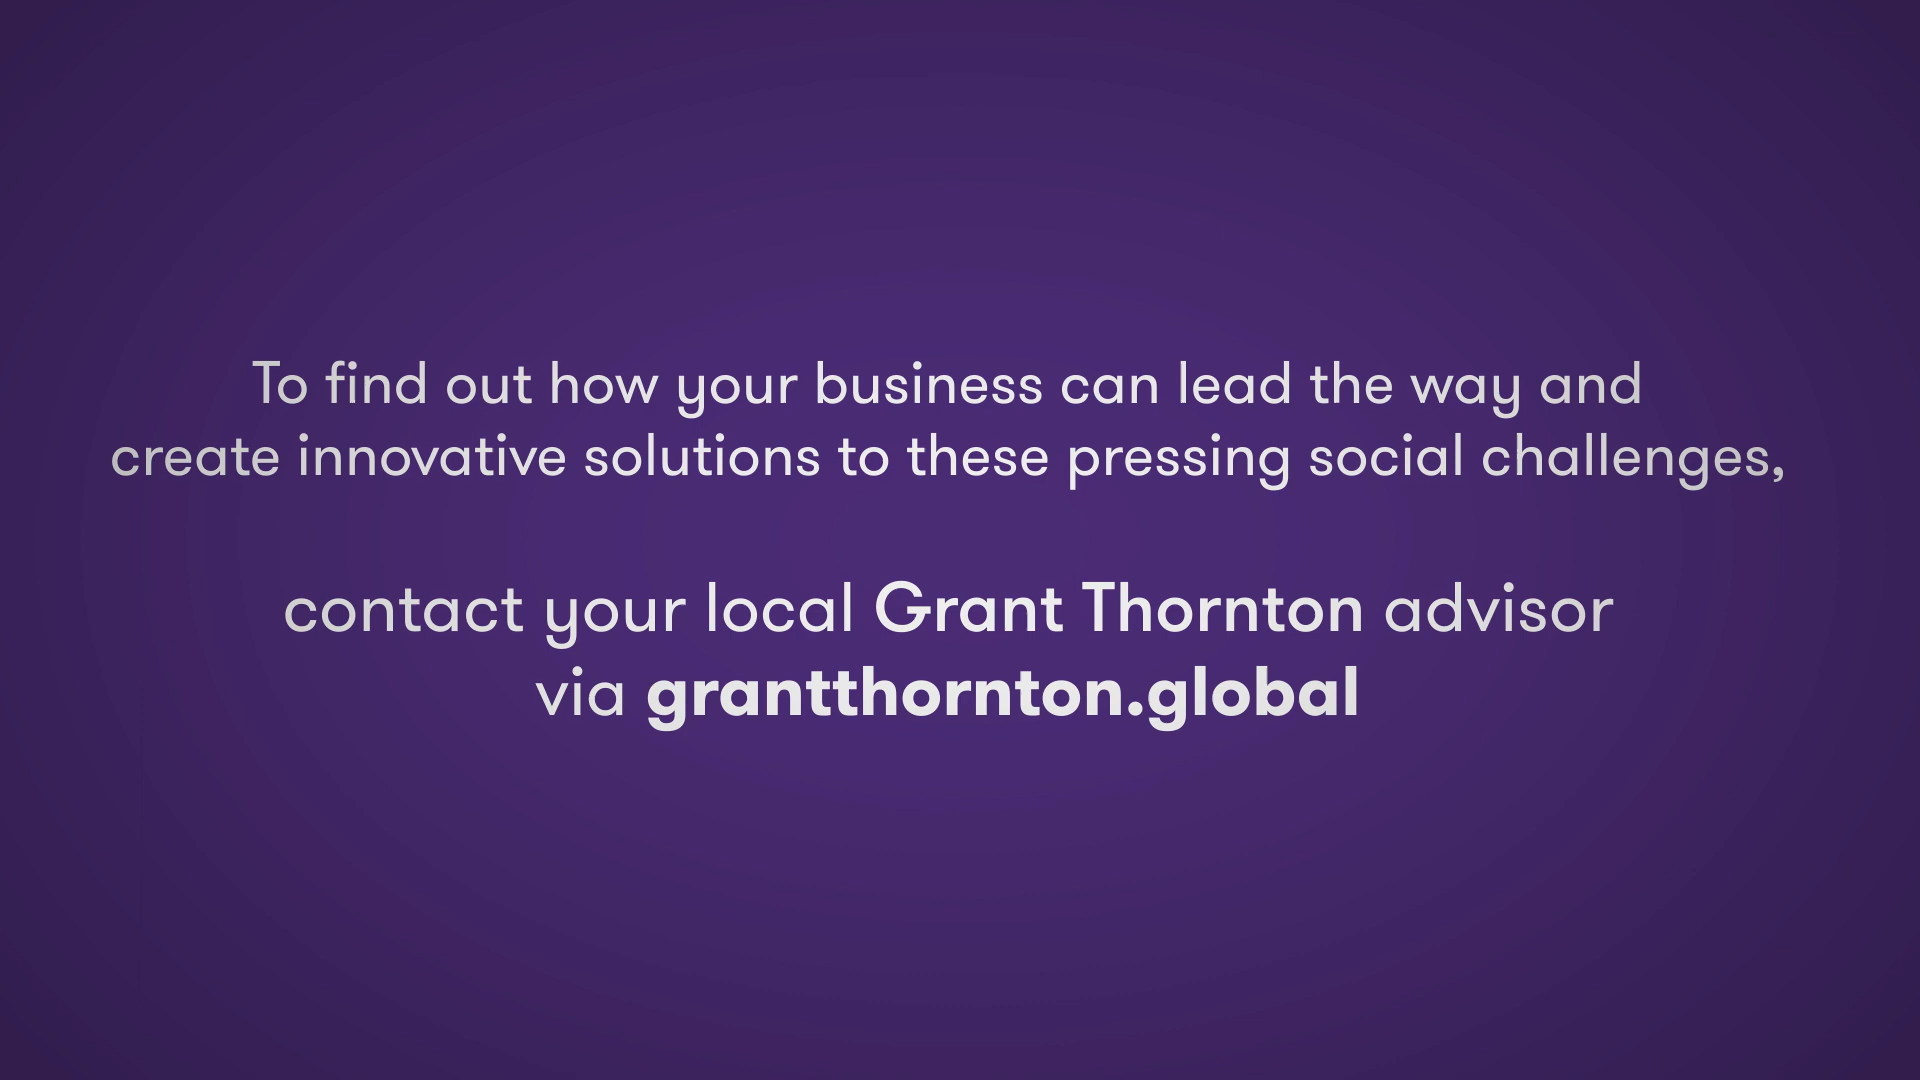 To find out how your business can lead the way and
create innovative solutions to these pressing social challenges,
contact your local Grant Thornton advisor
via grantthornton.global